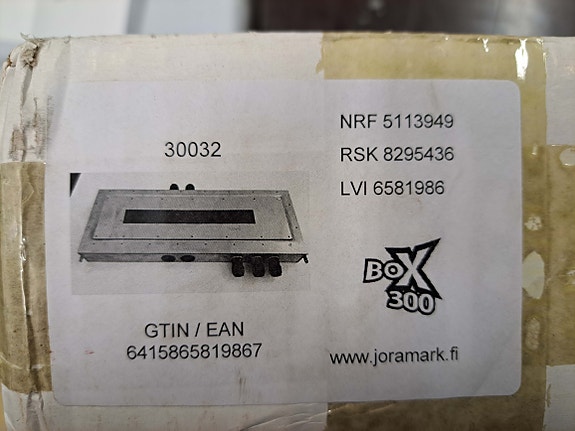 30032
NRF 5113949
RSK 8295436
LVI 6581986
BOX
300
GTIN / EAN
6415865819867
www.joramark.fi